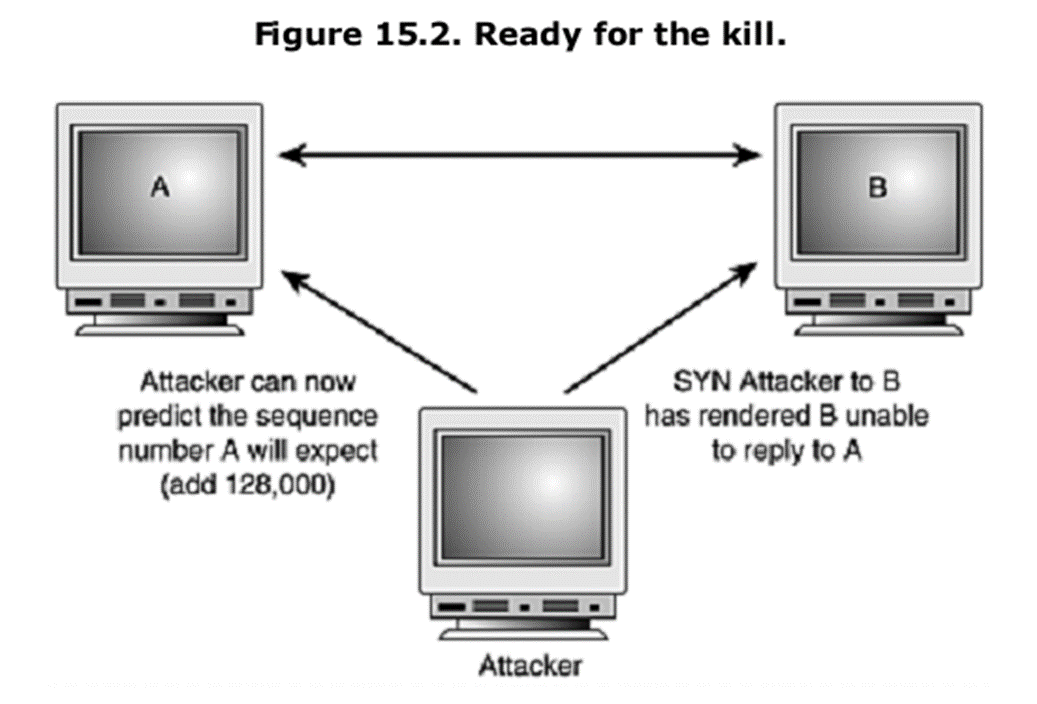 Figure 15.2. Ready for the kill.
A
B
Attacker can now
predict the sequence
number A will expect
(add 128,000)
SYN Attacker to B
has rendered B unable
to reply to A
Attacker